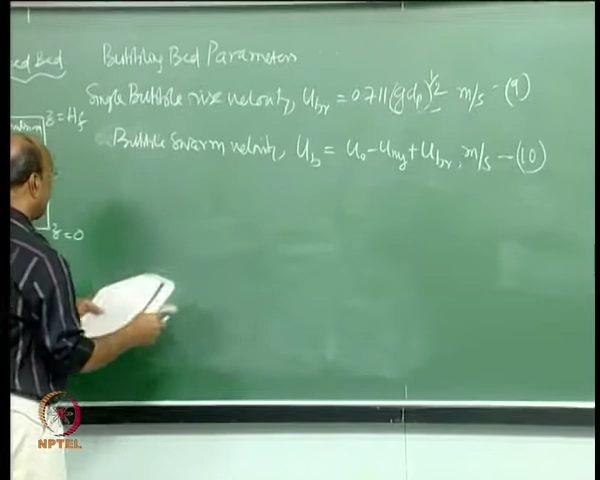 Bubbling Bed Parameters
ed Bed
Single Bubble rise velocity, u_br = 0.711 (g d_b)^1/2 m/s - (9)
z = H_f
Bubble Swarm velocity, u_b = u_o - u_mf + u_br, m/s - (10)
z = 0
NPTEL